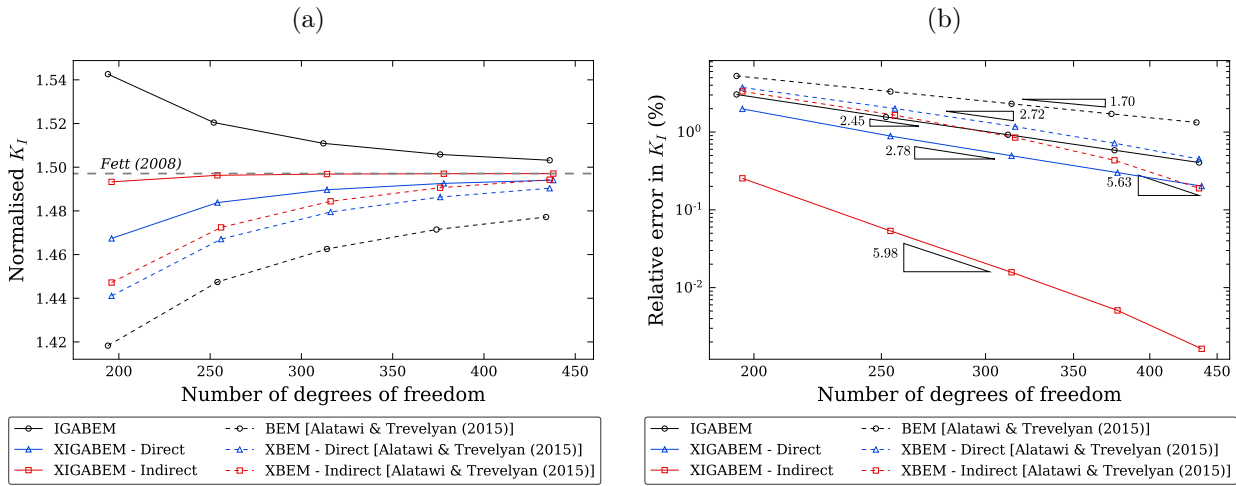 (a)
Normalised K_I
1.54
1.52
1.50
1.48
1.46
1.44
1.42
Fett (2008)
200
250
300
350
400
450
Number of degrees of freedom
IGABEM
XIGABEM - Direct
XIGABEM - Indirect
BEM [Alatawi & Trevelyan (2015)]
XBEM - Direct [Alatawi & Trevelyan (2015)]
XBEM - Indirect [Alatawi & Trevelyan (2015)]
(b)
Relative error in K_I (%)
10^0
10^-1
10^-2
1.70
2.72
2.45
2.78
5.63
5.98
200
250
300
350
400
450
Number of degrees of freedom
IGABEM
XIGABEM - Direct
XIGABEM - Indirect
BEM [Alatawi & Trevelyan (2015)]
XBEM - Direct [Alatawi & Trevelyan (2015)]
XBEM - Indirect [Alatawi & Trevelyan (2015)]